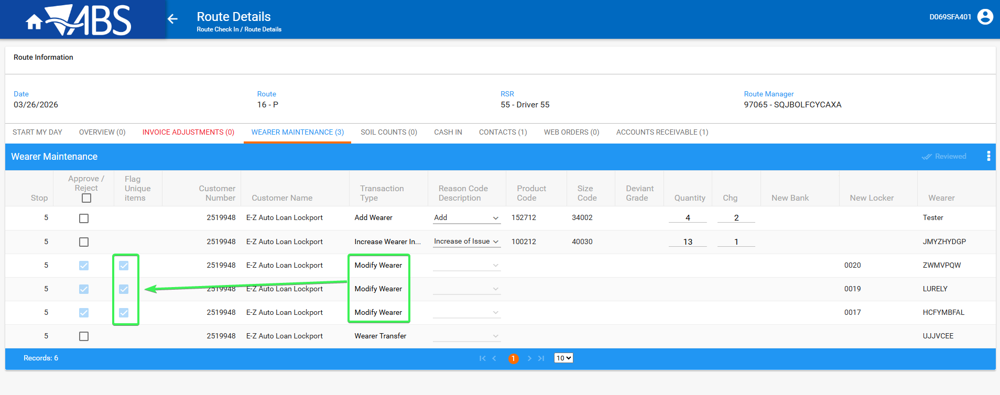 ABS
Route Details
Route Check In / Route Details
D069SFA401
Route Information
Date
03/26/2026
Route
16 - P
RSR
55 - Driver 55
Route Manager
97065 - SQJBOLFCYCAXA
START MY DAY OVERVIEW (0) INVOICE ADJUSTMENTS (0) WEARER MAINTENANCE (3) SOIL COUNTS (0) CASH IN CONTACTS (1) WEB ORDERS (0) ACCOUNTS RECEIVABLE (1)
Wearer Maintenance
Reviewed
Stop
Approve /
Reject
Flag
Unique
items
Customer
Number
Customer Name
Transaction
Type
Reason Code
Description
Product
Code
Size
Code
Deviant
Grade
Quantity
Chg
New Bank
New Locker
Wearer
5 2519948 E-Z Auto Loan Lockport Add Wearer Add 152712 34002 4 2 Tester
5 2519948 E-Z Auto Loan Lockport Increase Wearer In... Increase of Issue 100212 40030 13 1 JMYZHYDGP
5 2519948 E-Z Auto Loan Lockport Modify Wearer 0020 ZWMVPQW
5 2519948 E-Z Auto Loan Lockport Modify Wearer 0019 LURELY
5 2519948 E-Z Auto Loan Lockport Modify Wearer 0017 HCFYMBFAL
5 2519948 E-Z Auto Loan Lockport Wearer Transfer UJJVCEE
Records: 6
1
10